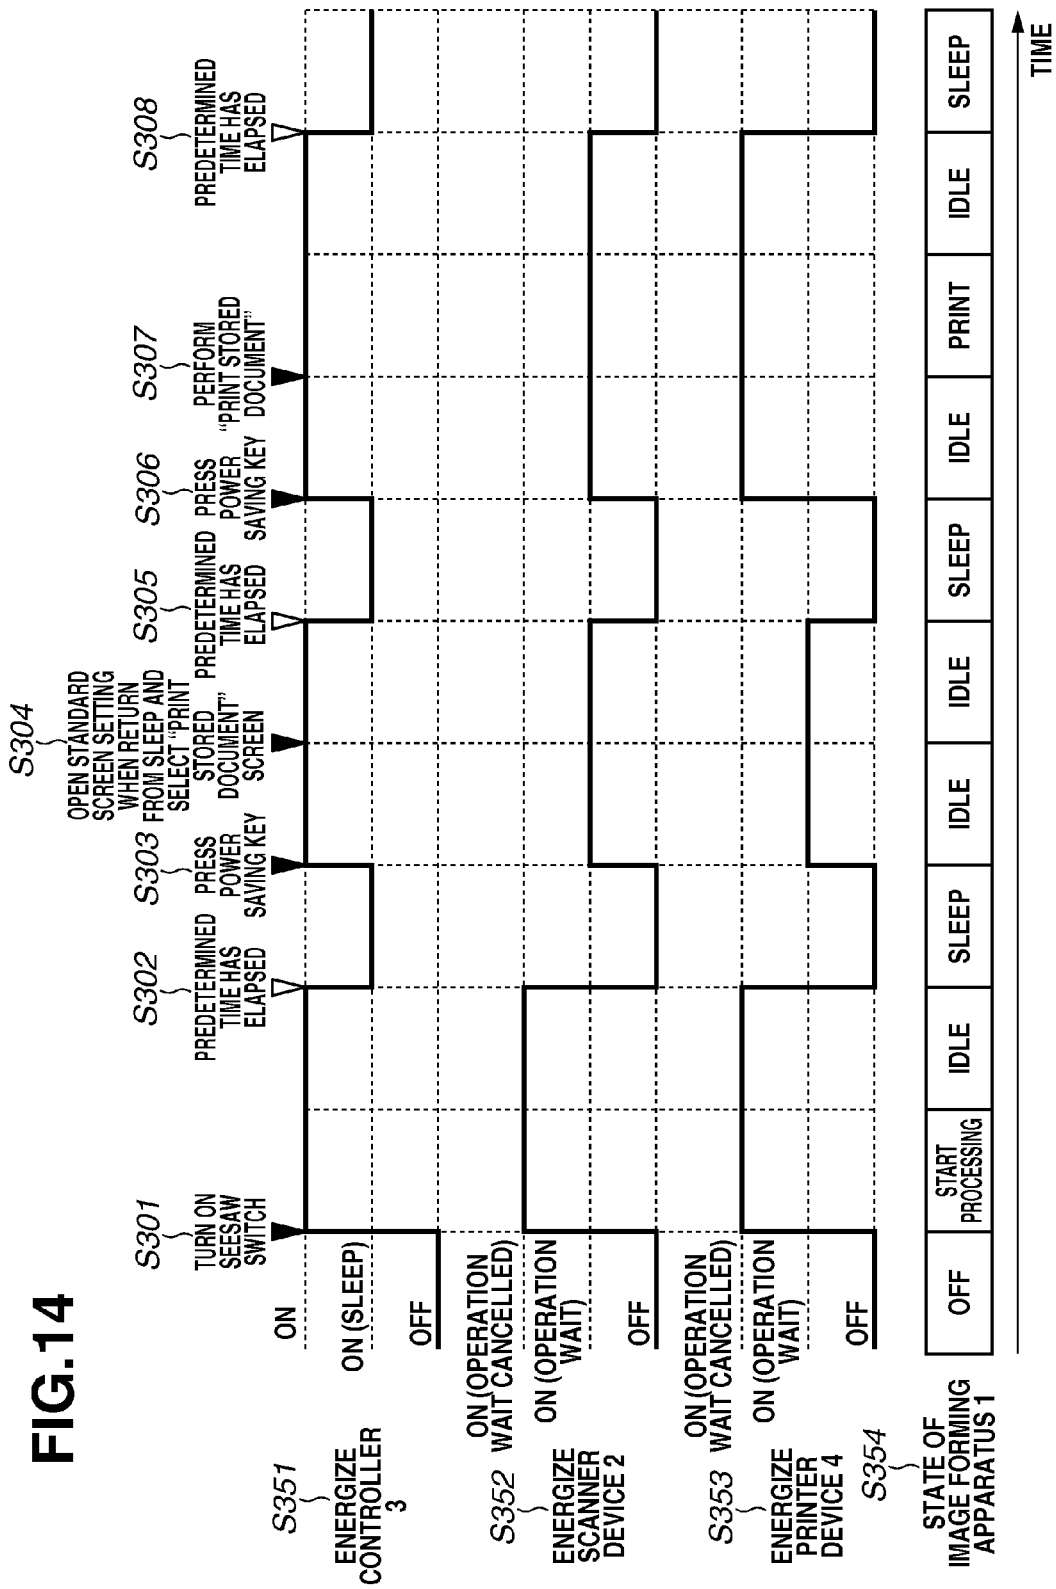 FIG.14
S301
TURN ON
SEESAW
SWITCH
S302
PREDETERMINED
TIME HAS
ELAPSED
S303
PRESS
POWER
SAVING KEY
S304
OPEN STANDARD
SCREEN SETTING
WHEN RETURN
FROM SLEEP AND
SELECT “PRINT
STORED
DOCUMENT”
SCREEN
S305
PREDETERMINED
TIME HAS
ELAPSED
S306
PRESS
POWER
SAVING KEY
S307
PERFORM
“PRINT STORED
DOCUMENT”
S308
PREDETERMINED
TIME HAS
ELAPSED
S351
ENERGIZE
CONTROLLER
3
ON
ON (SLEEP)
OFF
S352
ENERGIZE
SCANNER
DEVICE 2
ON (OPERATION
WAIT CANCELLED)
ON (OPERATION
WAIT)
OFF
S353
ENERGIZE
PRINTER
DEVICE 4
ON (OPERATION
WAIT CANCELLED)
ON (OPERATION
WAIT)
OFF
S354
STATE OF
IMAGE FORMING
APPARATUS 1
OFF
START
PROCESSING
IDLE
SLEEP
IDLE
IDLE
SLEEP
IDLE
PRINT
IDLE
SLEEP
TIME